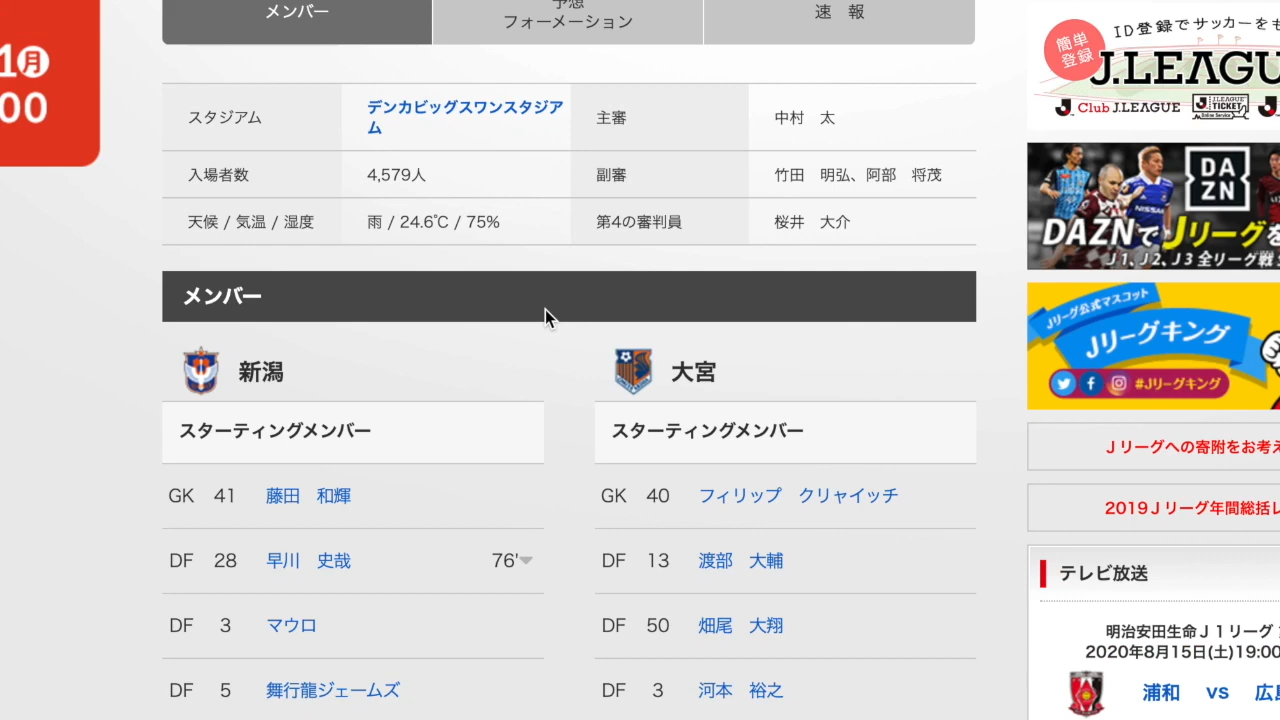 メンバー
予想
フォーメーション
速 報
1月
00
スタジアム
デンカビッグスワンスタジア
ム
主審
中村 太
入場者数
4,579人
副審
竹田 明弘、阿部 将茂
天候 / 気温 / 湿度
雨 / 24.6℃ / 75%
第4の審判員
桜井 大介
メンバー
新潟
大宮
スターティングメンバー
スターティングメンバー
GK 41 藤田 和輝
GK 40 フィリップ クリャイッチ
DF 28 早川 史哉 76'
DF 13 渡部 大輔
DF 3 マウロ
DF 50 畑尾 大翔
DF 5 舞行龍ジェームズ
DF 3 河本 裕之
簡単
登録
ID登録でサッカーをも
J.LEAGU
Club J.LEAGUE
J.LEAGUE
TICKET
Online Service
DA
ZN
NISSAN
DAZNでJリーグを
J1、J2、J3 全リーグ戦
Jリーグ公式マスコット
Jリーグキング
#Jリーグキング
Jリーグへの寄附をお考え
2019Jリーグ年間総括レ
テレビ放送
明治安田生命J1リーグ
2020年8月15日(土)19:00
浦和 vs 広島